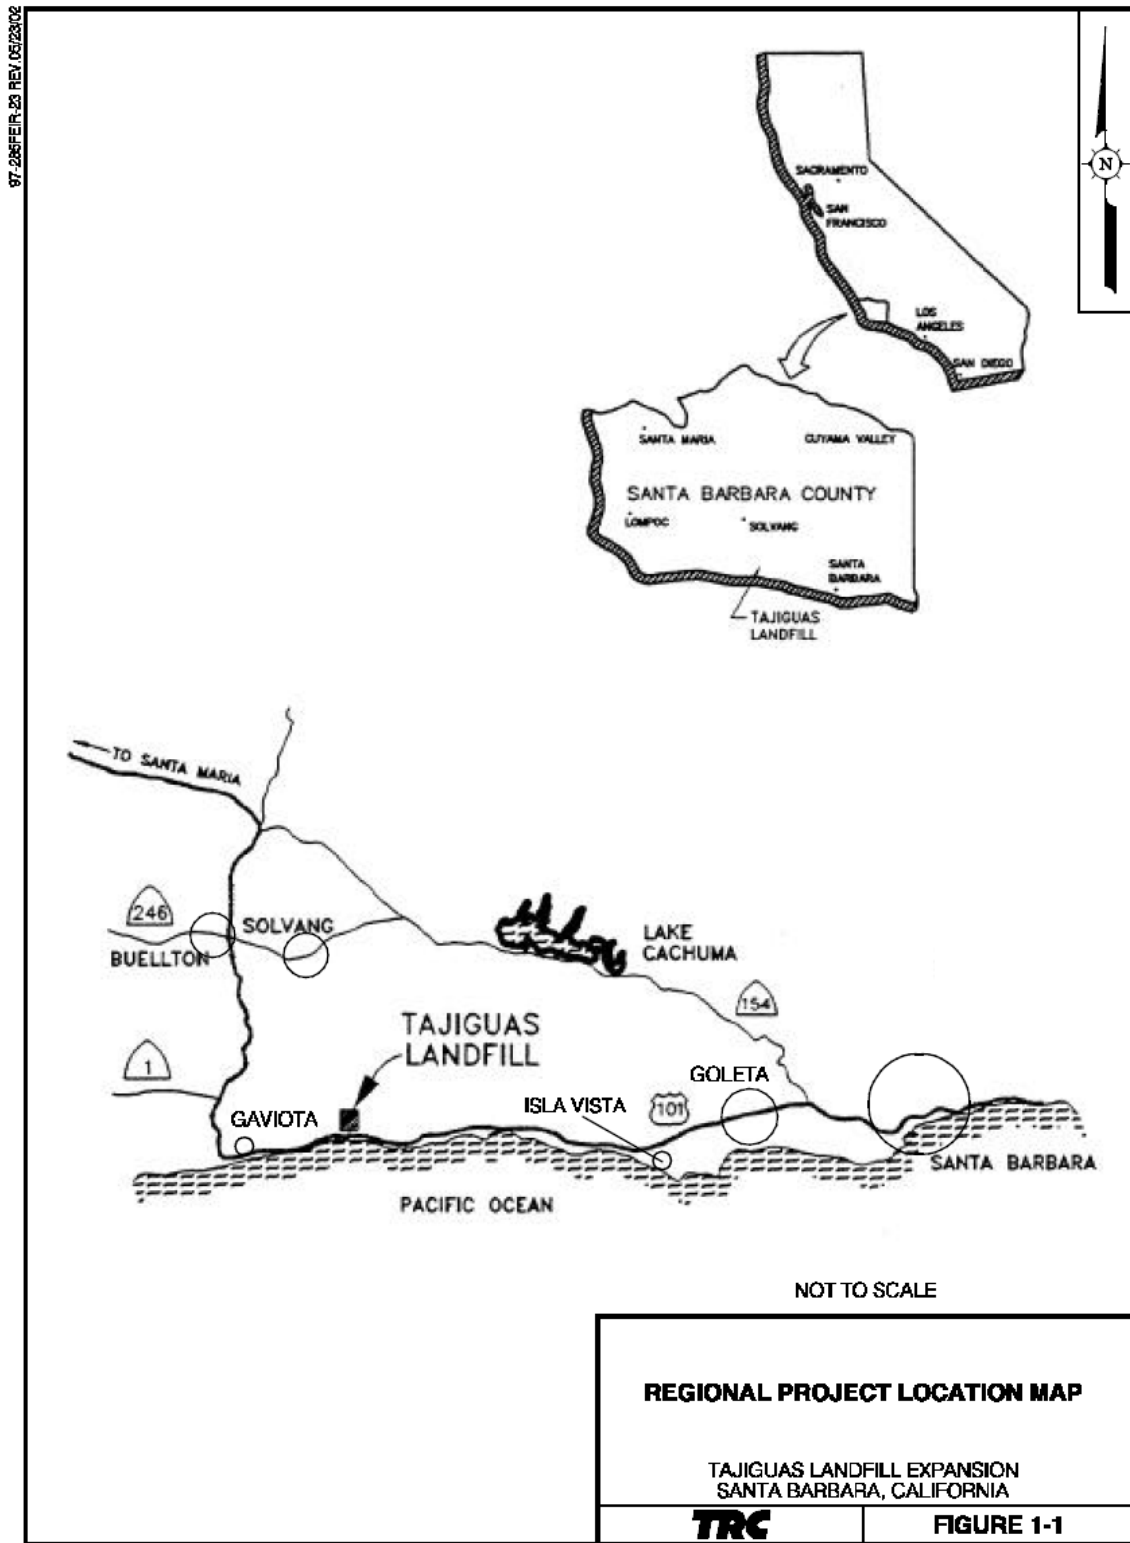 97-286FEIR-23 REV.05/23/02
N
SACRAMENTO
SAN
FRANCISCO
LOS
ANGELES
SAN DIEGO
SANTA MARIA
CUYAMA VALLEY
SANTA BARBARA COUNTY
LOMPOC
SOLVANG
SANTA
BARBARA
TAJIGUAS
LANDFILL
TO SANTA MARIA
246
SOLVANG
BUELLTON
LAKE
CACHUMA
154
TAJIGUAS
LANDFILL
1
GOLETA
ISLA VISTA
101
GAVIOTA
SANTA BARBARA
PACIFIC OCEAN
NOT TO SCALE
REGIONAL PROJECT LOCATION MAP
TAJIGUAS LANDFILL EXPANSION
SANTA BARBARA, CALIFORNIA
TRC
FIGURE 1-1